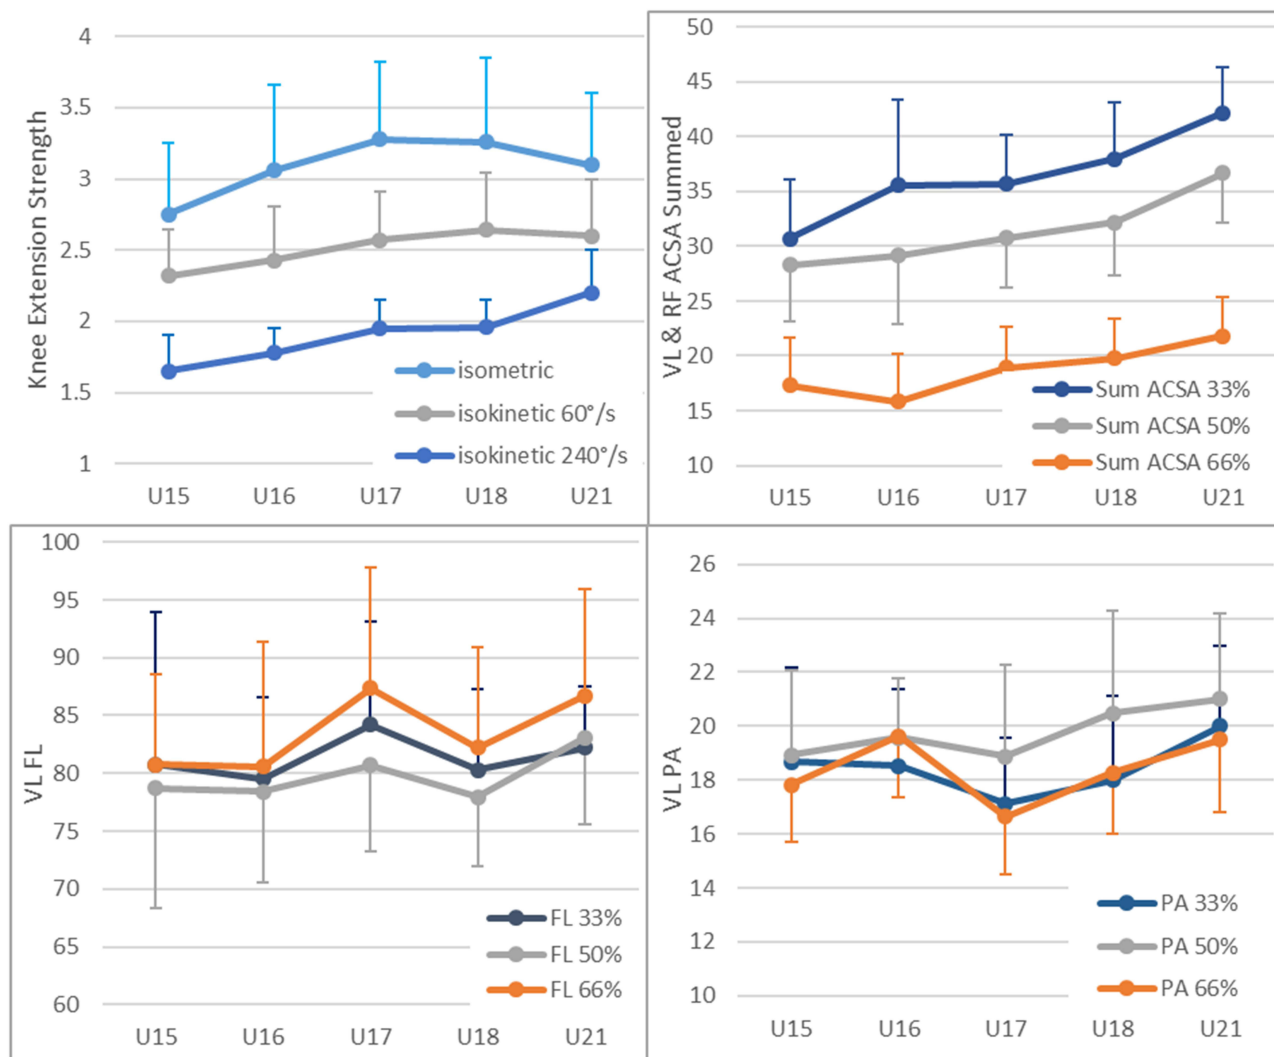 Knee Extension Strength
4
3.5
3
2.5
2
1.5
1
U15 U16 U17 U18 U21
isometric
isokinetic 60°/s
isokinetic 240°/s
VL & RF ACSA Summed
50
45
40
35
30
25
20
15
10
U15 U16 U17 U18 U21
Sum ACSA 33%
Sum ACSA 50%
Sum ACSA 66%
VL FL
100
95
90
85
80
75
70
65
60
U15 U16 U17 U18 U21
FL 33%
FL 50%
FL 66%
VL PA
26
24
22
20
18
16
14
12
10
U15 U16 U17 U18 U21
PA 33%
PA 50%
PA 66%